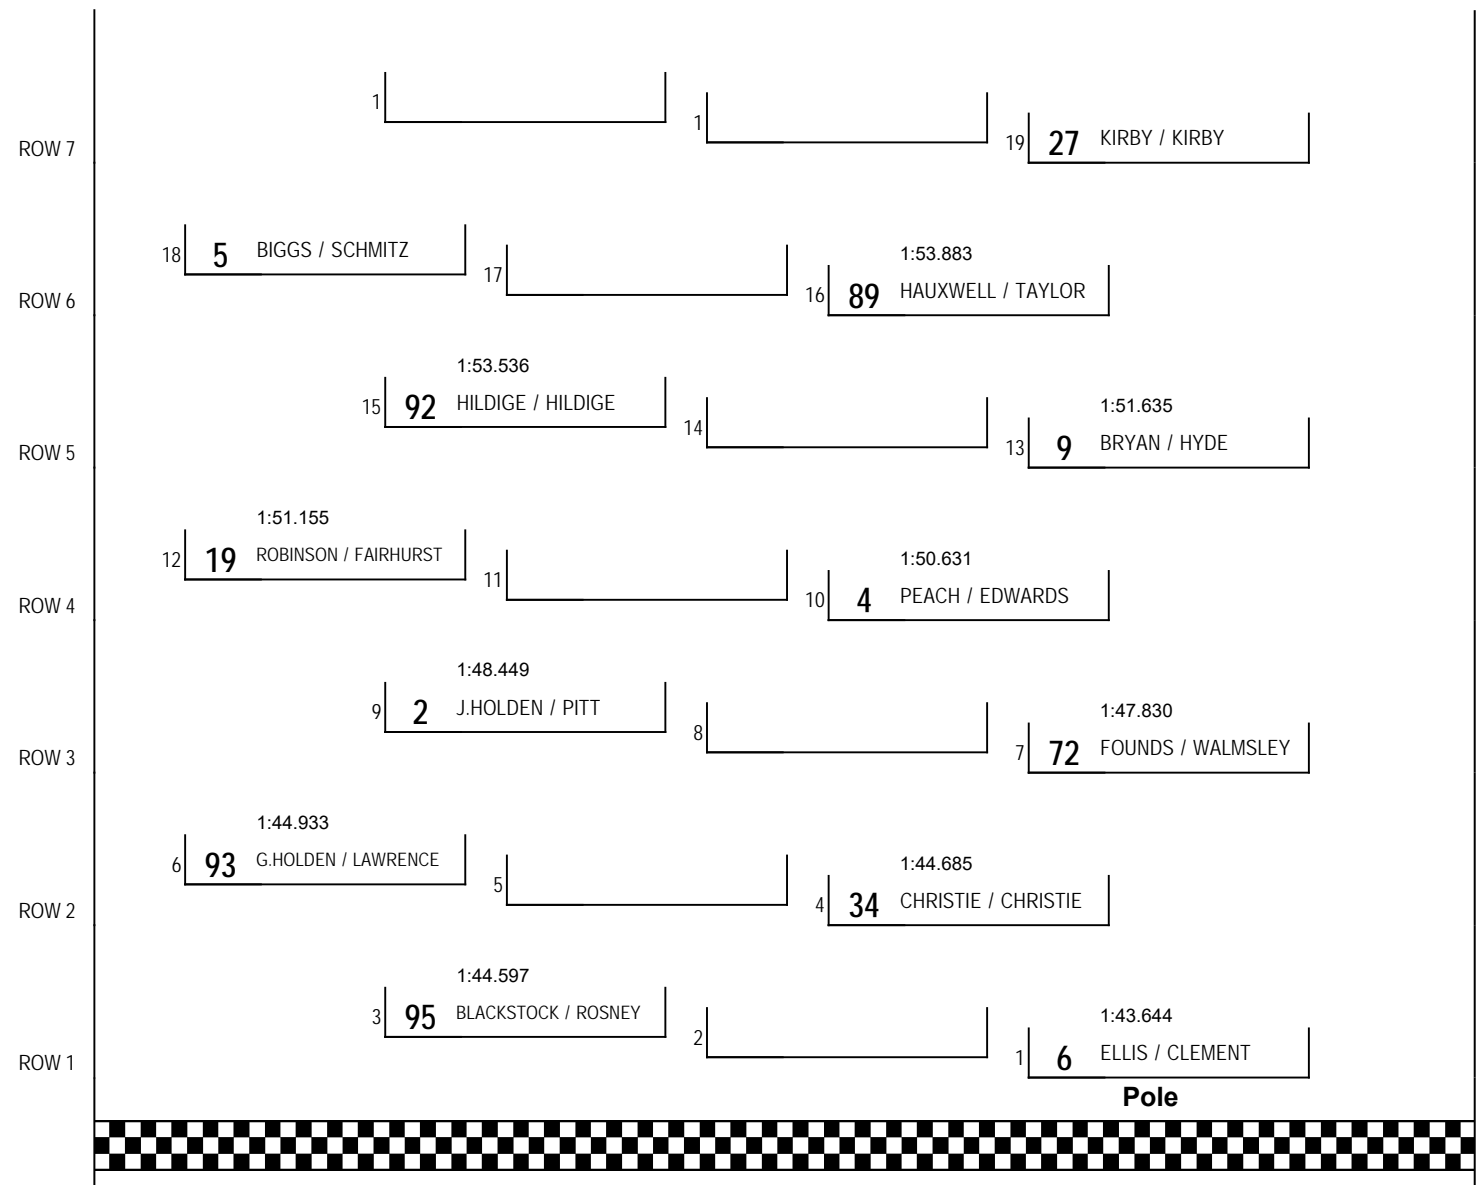 1
1
ROW 7
19 27 KIRBY / KIRBY
18 5 BIGGS / SCHMITZ
17
1:53.883
ROW 6
16 89 HAUXWELL / TAYLOR
1:53.536
15 92 HILDIGE / HILDIGE
14
1:51.635
ROW 5
13 9 BRYAN / HYDE
1:51.155
12 19 ROBINSON / FAIRHURST
11
1:50.631
ROW 4
10 4 PEACH / EDWARDS
1:48.449
9 2 J.HOLDEN / PITT
8
1:47.830
ROW 3
7 72 FOUNDS / WALMSLEY
1:44.933
6 93 G.HOLDEN / LAWRENCE
5
1:44.685
ROW 2
4 34 CHRISTIE / CHRISTIE
1:44.597
3 95 BLACKSTOCK / ROSNEY
2
1:43.644
ROW 1
1 6 ELLIS / CLEMENT
Pole